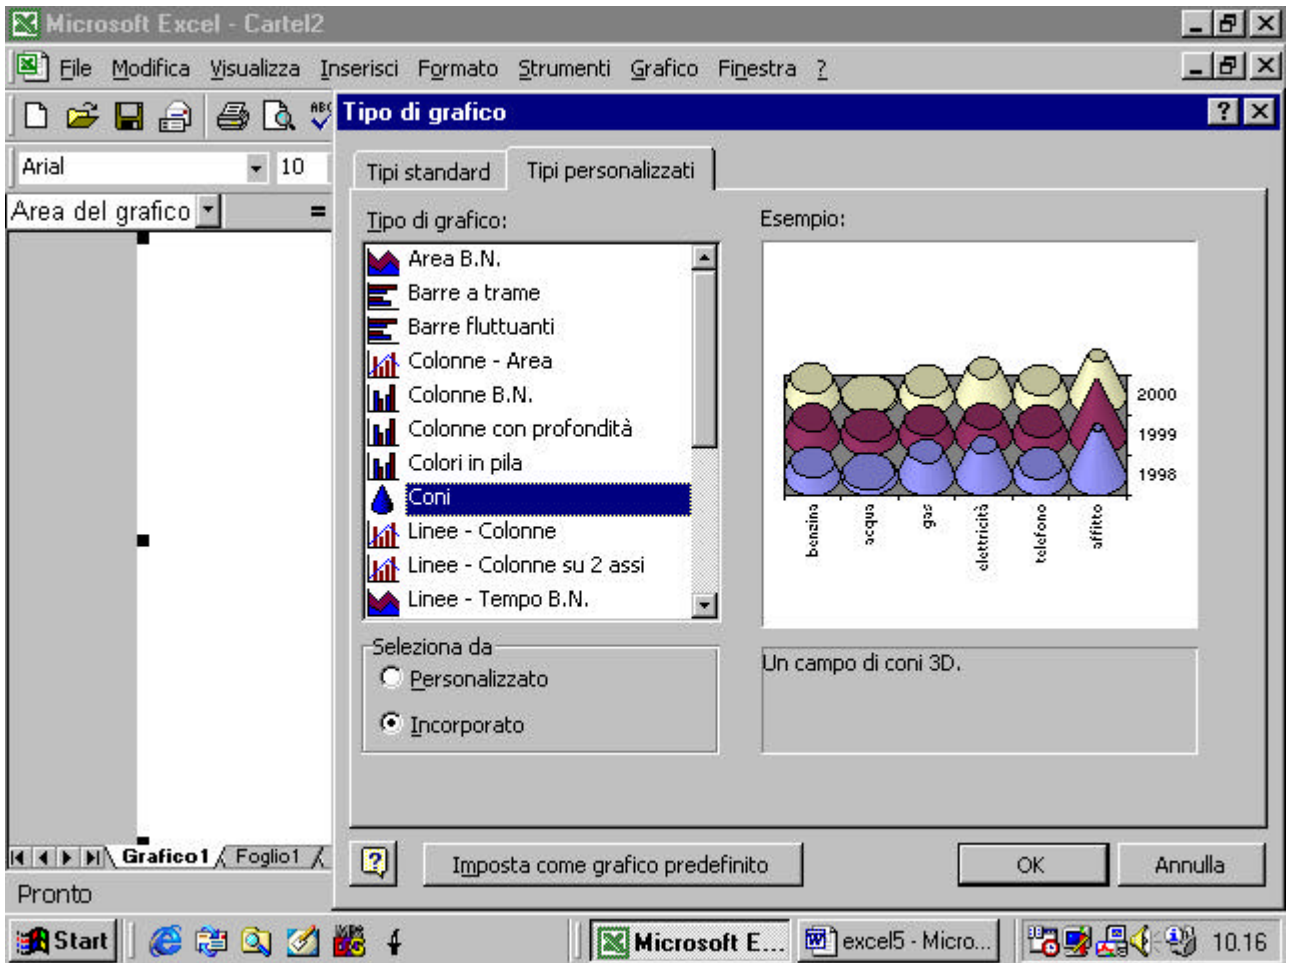 Microsoft Excel - Cartel2
File Modifica Visualizza Inserisci Formato Strumenti Grafico Finestra ?
ABC
Tipo di grafico
Arial 10
Tipi standard Tipi personalizzati
Area del grafico =
Tipo di grafico:
Esempio:
Area B.N.
Barre a trame
Barre fluttuanti
Colonne - Area
Colonne B.N.
Colonne con profondità
Colori in pila
Coni
Linee - Colonne
Linee - Colonne su 2 assi
Linee - Tempo B.N.
2000
1999
1998
benzina acqua gas elettricità telefono affitto
Seleziona da
Personalizzato
Incorporato
Un campo di coni 3D.
Grafico1 Foglio1
Imposta come grafico predefinito
OK
Annulla
Pronto
Start
Microsoft E...
excel5 - Micro...
10.16